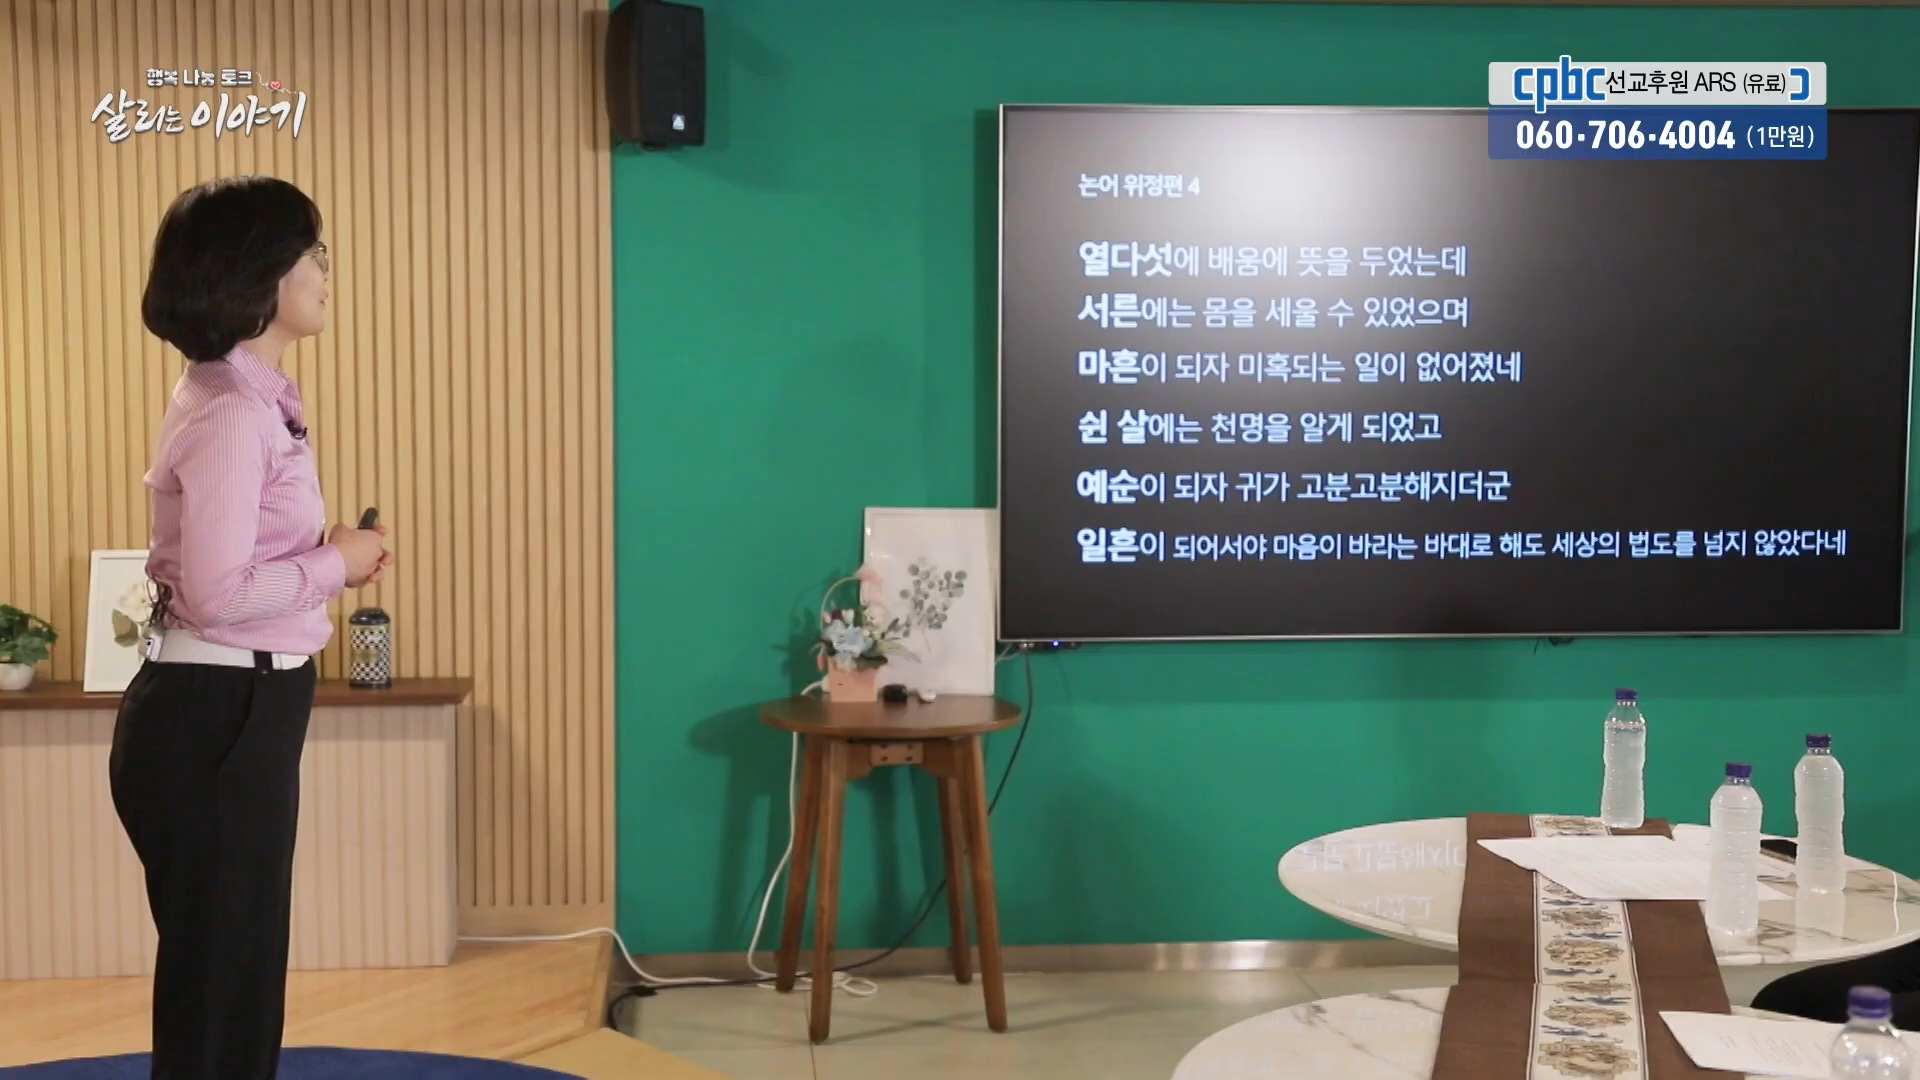 행복 나눔 토크
살리는 이야기
cpbc 선교후원 ARS (유료)
060·706·4004 (1만원)
논어 위정편 4
열다섯에 배움에 뜻을 두었는데
서른에는 몸을 세울 수 있었으며
마흔이 되자 미혹되는 일이 없어졌네
쉰 살에는 천명을 알게 되었고
예순이 되자 귀가 고분고분해지더군
일흔이 되어서야 마음이 바라는 바대로 해도 세상의 법도를 넘지 않았다네